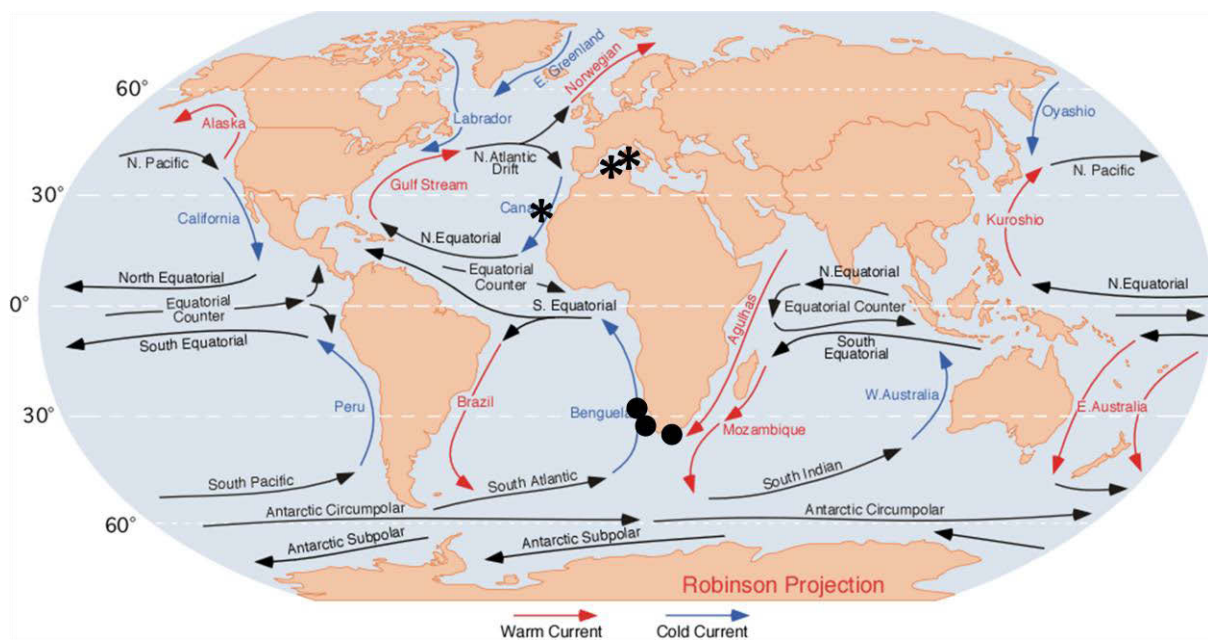 60°
30°
0°
30°
60°
Alaska
N. Pacific
California
North Equatorial
Equatorial
Counter
South Equatorial
Peru
South Pacific
Antarctic Circumpolar
Antarctic Subpolar
Labrador
E. Greenland
Norwegian
N. Atlantic
Drift
Gulf Stream
N.Equatorial
Equatorial
Counter
S. Equatorial
Brazil
Benguela
South Atlantic
Antarctic Subpolar
Agulhas
Mozambique
N.Equatorial
Equatorial Counter
South
Equatorial
W.Australia
South Indian
Antarctic Circumpolar
Oyashio
N. Pacific
Kuroshio
N.Equatorial
E.Australia
Robinson Projection
Warm Current
Cold Current